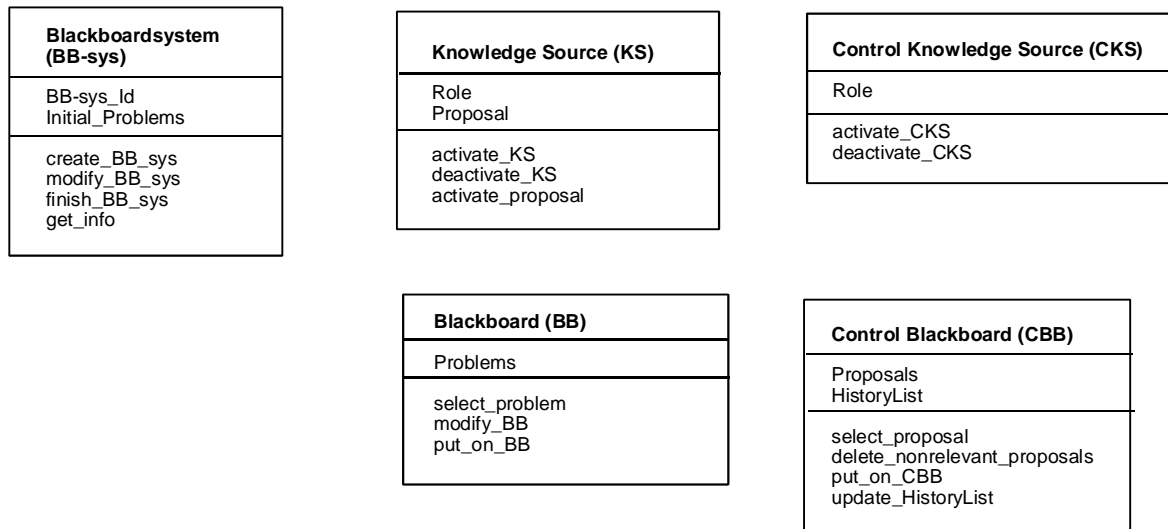 Blackboardsystem
(BB-sys)
BB-sys_Id
Initial_Problems
create_BB_sys
modify_BB_sys
finish_BB_sys
get_info
Knowledge Source (KS)
Role
Proposal
activate_KS
deactivate_KS
activate_proposal
Control Knowledge Source (CKS)
Role
activate_CKS
deactivate_CKS
Blackboard (BB)
Problems
select_problem
modify_BB
put_on_BB
Control Blackboard (CBB)
Proposals
HistoryList
select_proposal
delete_nonrelevant_proposals
put_on_CBB
update_HistoryList